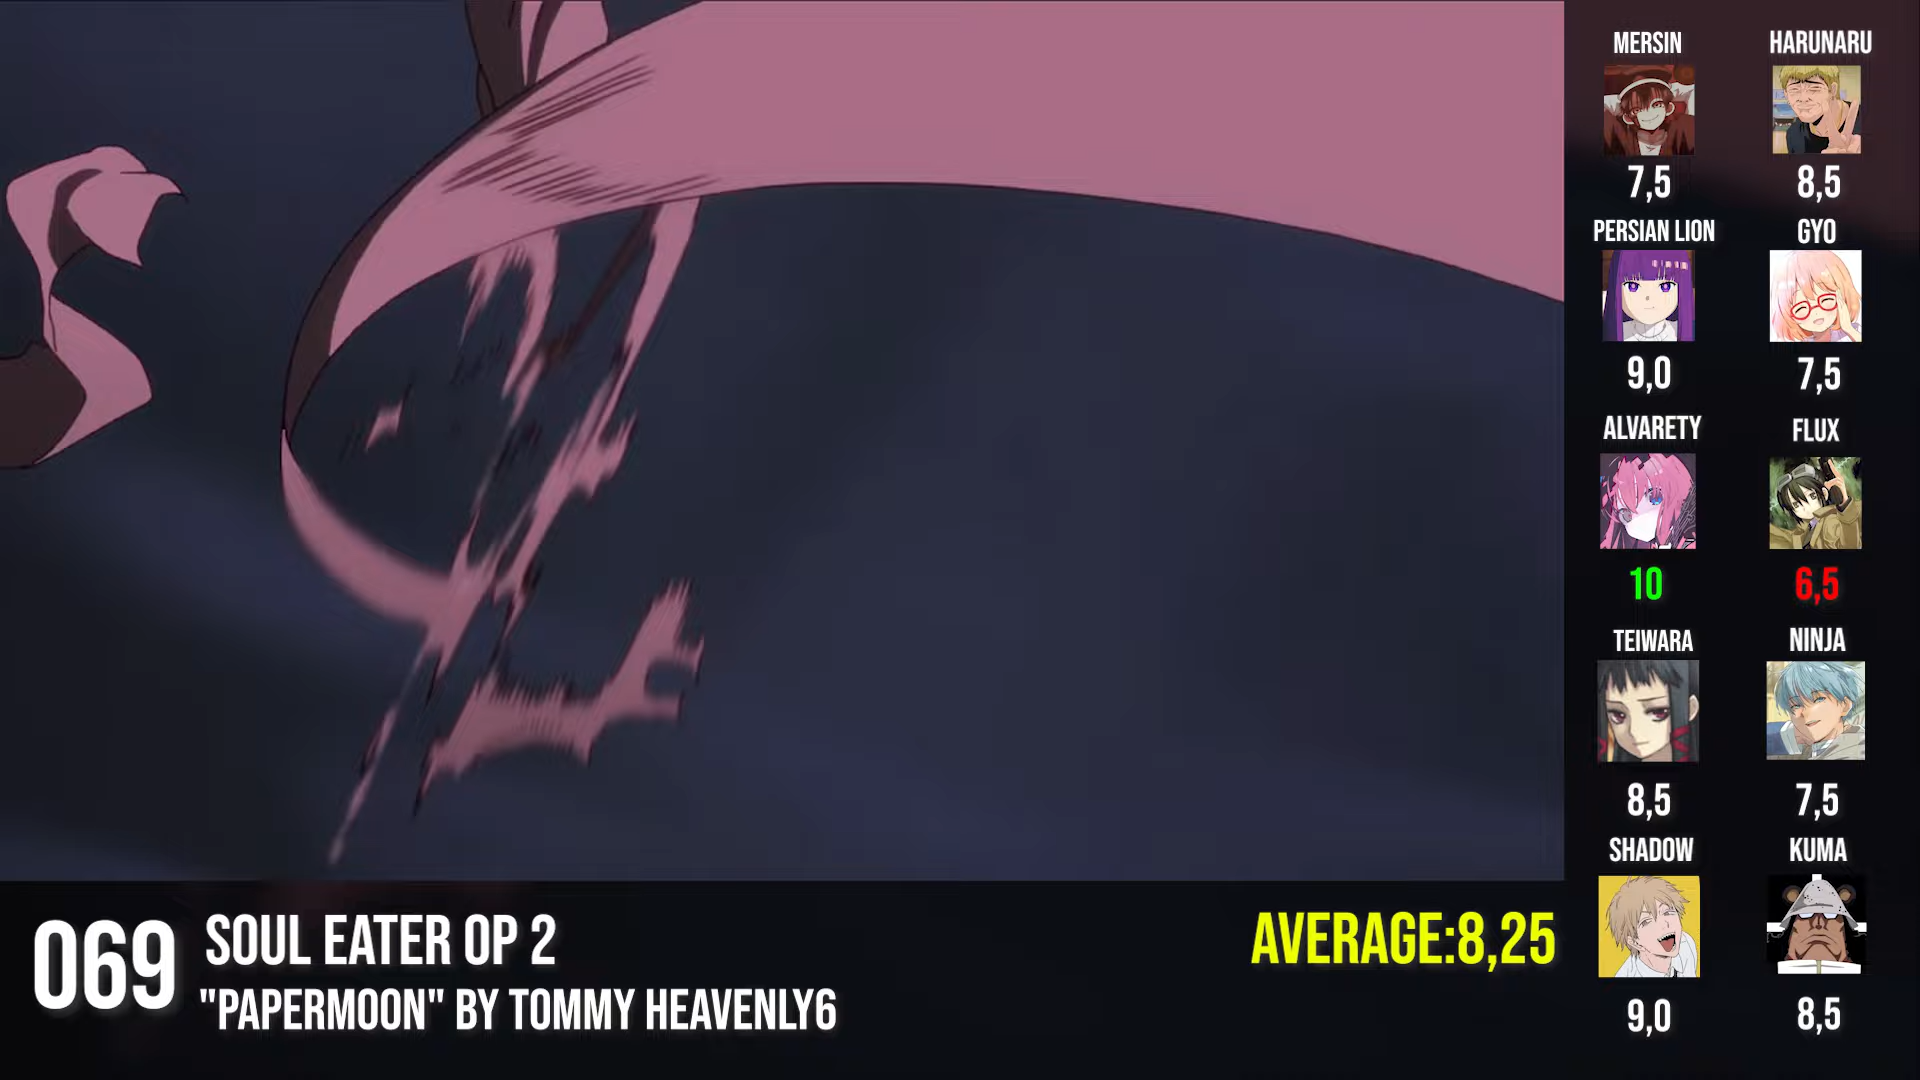 MERSIN
HARUNARU
7,5
8,5
PERSIAN LION
GYO
9,0
7,5
ALVARETY
FLUX
10
6,5
TEIWARA
NINJA
8,5
7,5
SHADOW
KUMA
9,0
8,5
069
SOUL EATER OP 2
"PAPERMOON" BY TOMMY HEAVENLY6
AVERAGE:8,25